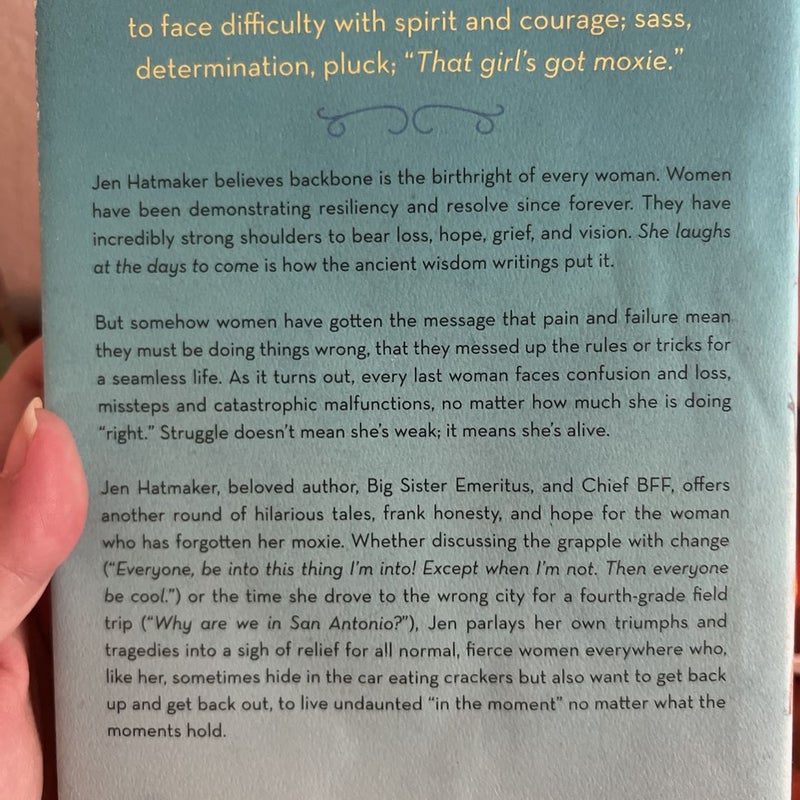 to face difficulty with spirit and courage; sass,
determination, pluck; “That girl’s got moxie.”
Jen Hatmaker believes backbone is the birthright of every woman. Women
have been demonstrating resiliency and resolve since forever. They have
incredibly strong shoulders to bear loss, hope, grief, and vision. She laughs
at the days to come is how the ancient wisdom writings put it.
But somehow women have gotten the message that pain and failure mean
they must be doing things wrong, that they messed up the rules or tricks for
a seamless life. As it turns out, every last woman faces confusion and loss,
missteps and catastrophic malfunctions, no matter how much she is doing
“right.” Struggle doesn’t mean she’s weak; it means she’s alive.
Jen Hatmaker, beloved author, Big Sister Emeritus, and Chief BFF, offers
another round of hilarious tales, frank honesty, and hope for the woman
who has forgotten her moxie. Whether discussing the grapple with change
(“Everyone, be into this thing I’m into! Except when I’m not. Then everyone
be cool.”) or the time she drove to the wrong city for a fourth-grade field
trip (“Why are we in San Antonio?”), Jen parlays her own triumphs and
tragedies into a sigh of relief for all normal, fierce women everywhere who,
like her, sometimes hide in the car eating crackers but also want to get back
up and get back out, to live undaunted “in the moment” no matter what the
moments hold.